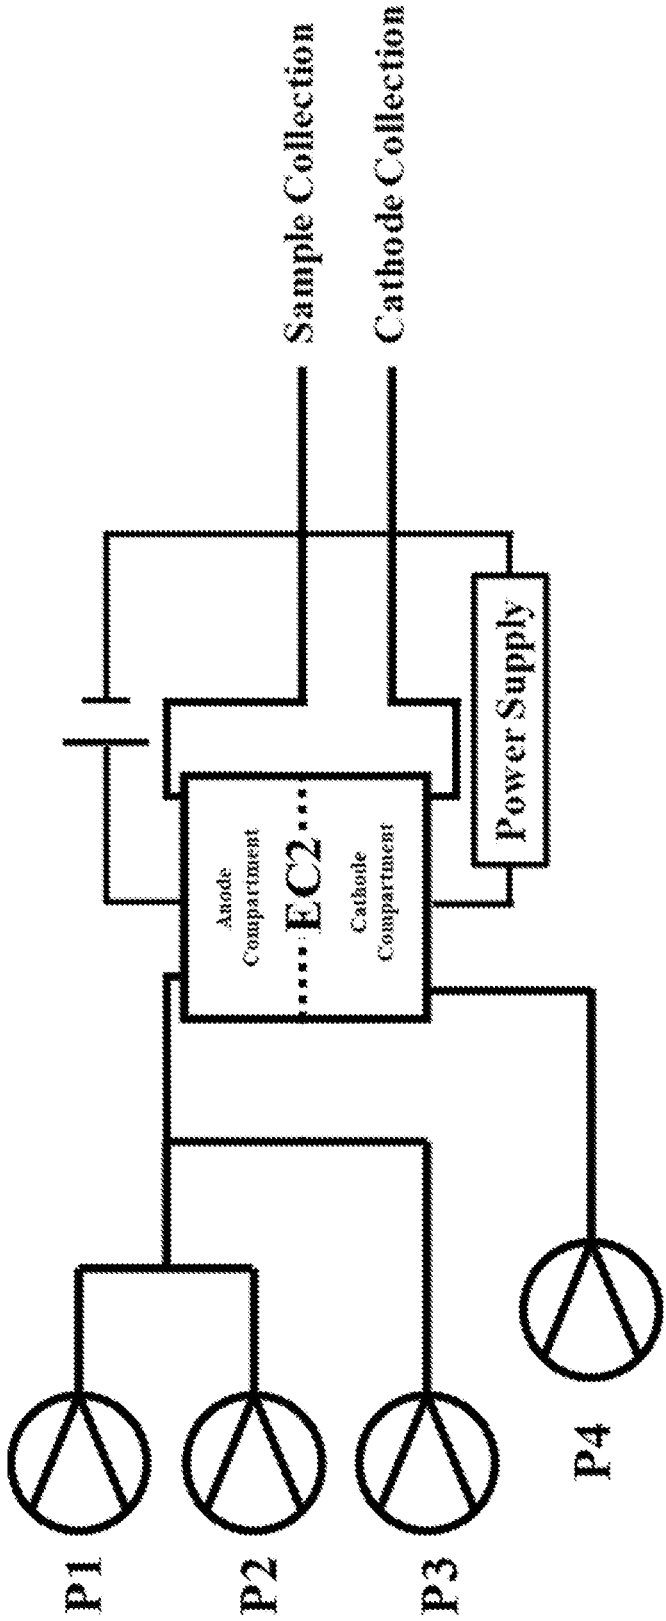 P1
P2
P3
P4
Anode
Compartment
EC2
Cathode
Compartment
Power Supply
Sample Collection
Cathode Collection